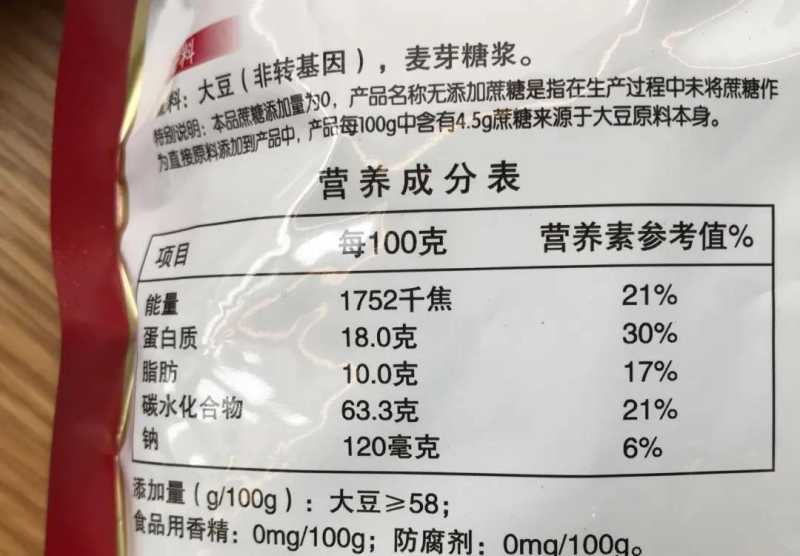 料
料：大豆（非转基因），麦芽糖浆。
特别说明：本品蔗糖添加量为0，产品名称无添加蔗糖是指在生产过程中未将蔗糖作
为直接原料添加到产品中，产品每100g中含有4.5g蔗糖来源于大豆原料本身。
营养成分表
项目 每100克 营养素参考值%
能量 1752千焦 21%
蛋白质 18.0克 30%
脂肪 10.0克 17%
碳水化合物 63.3克 21%
钠 120毫克 6%
添加量（g/100g）：大豆≥58；
食品用香精：0mg/100g；防腐剂：0mg/100g。